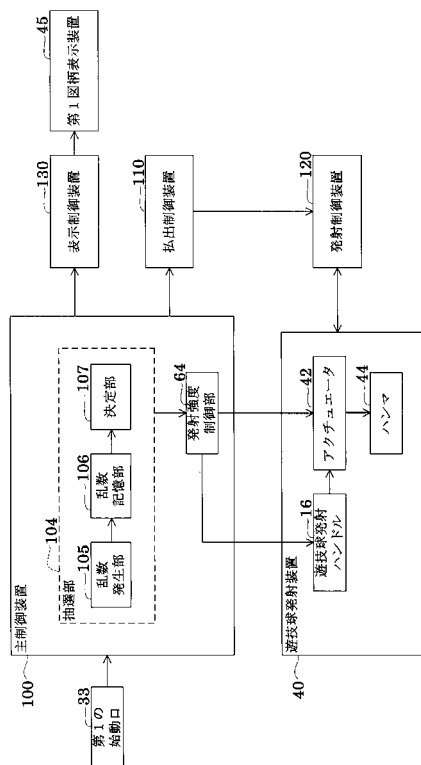 33
第1の
始動口
100
主制御装置
104
抽選部
105
乱数
発生部
106
乱数
記憶部
107
決定部
64
発射強度
制御部
130
表示制御装置
45
第1図柄表示装置
110
払出制御装置
120
発射制御装置
40
遊技球発射装置
16
遊技球発射
ハンドル
42
アクチュエータ
44
ハンマ